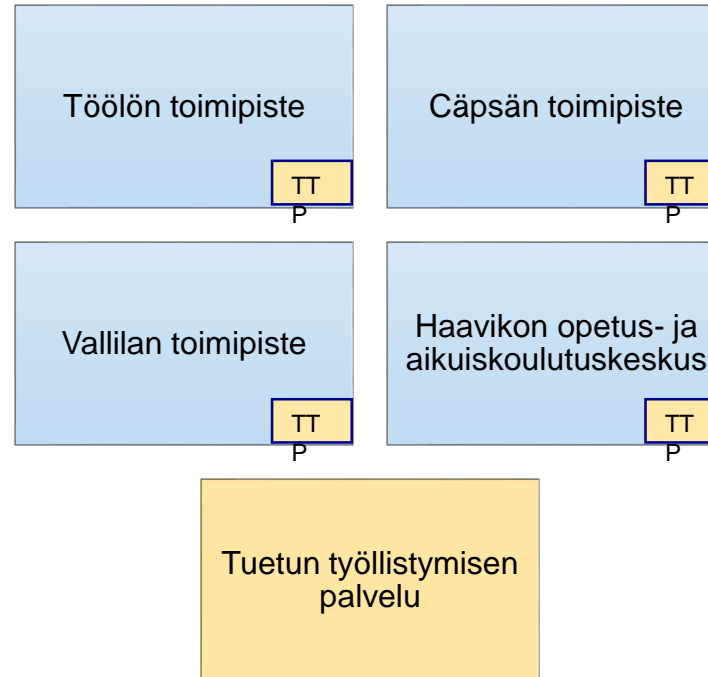 Töölön toimipiste
TT
P
Cäpsän toimipiste
TT
P
Vallilan toimipiste
TT
P
Haavikon opetus- ja
aikuiskoulutuskeskus
TT
P
Tuetun työllistymisen
palvelu